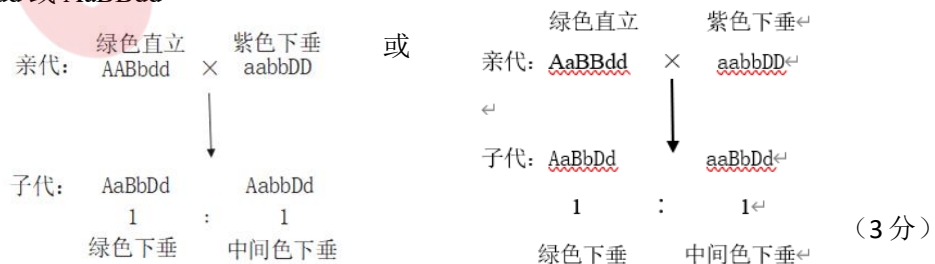 dd 或 AaBBdd
绿色直立 紫色下垂
亲代： AABbdd × aabbDD
子代： AaBbDd AabbDd
1 : 1
绿色下垂 中间色下垂
或
绿色直立 紫色下垂↵
亲代：AaBBdd × aabbDD↵
↵
子代：AaBbDd aaBbDd↵
1 : 1↵
绿色下垂 中间色下垂↵
（3 分）